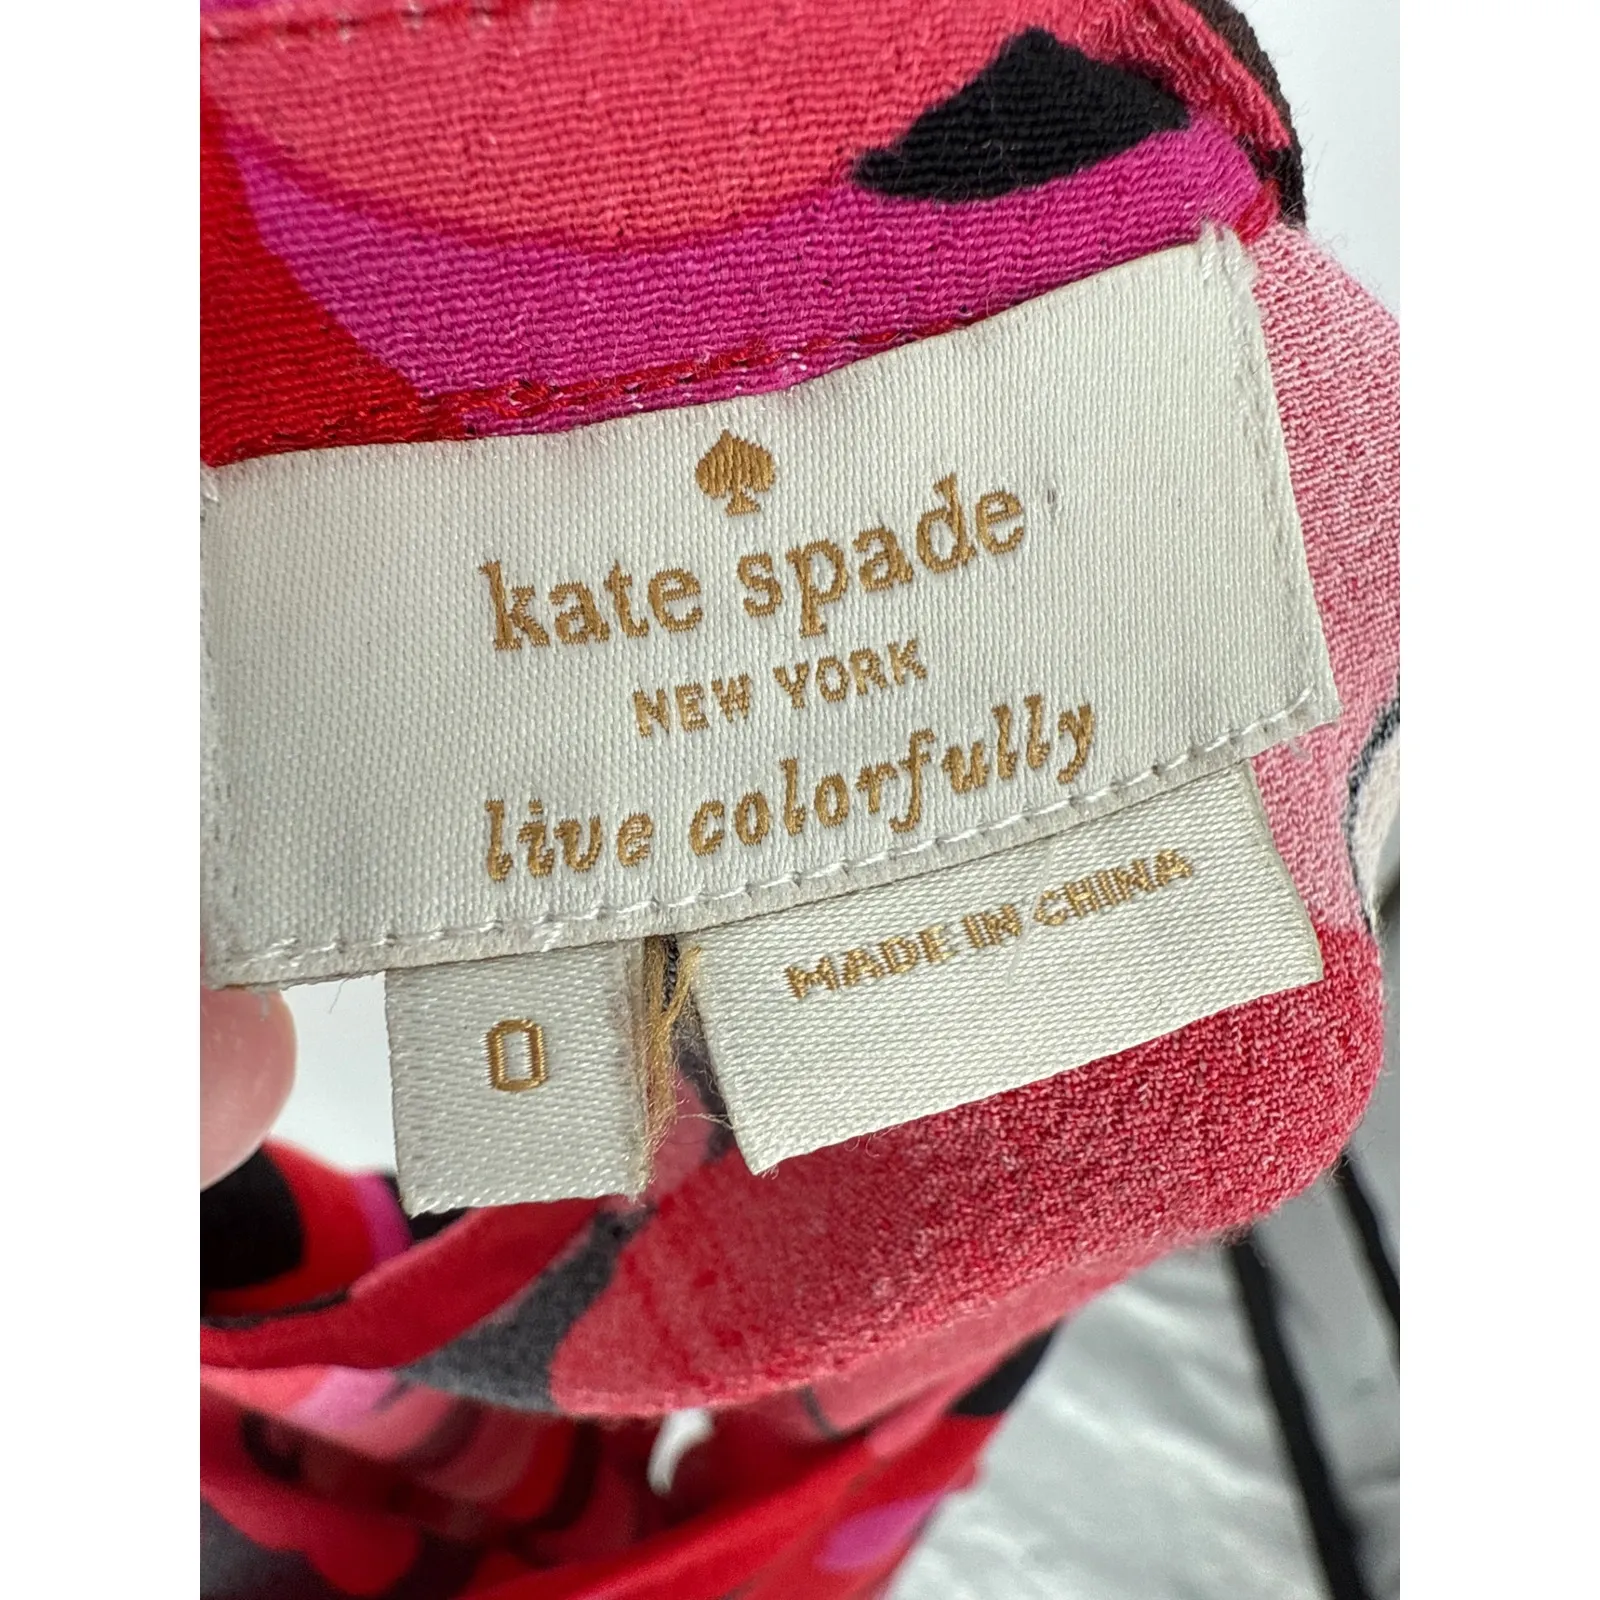 kate spade
NEW YORK
live colorfully
0
MADE IN CHINA